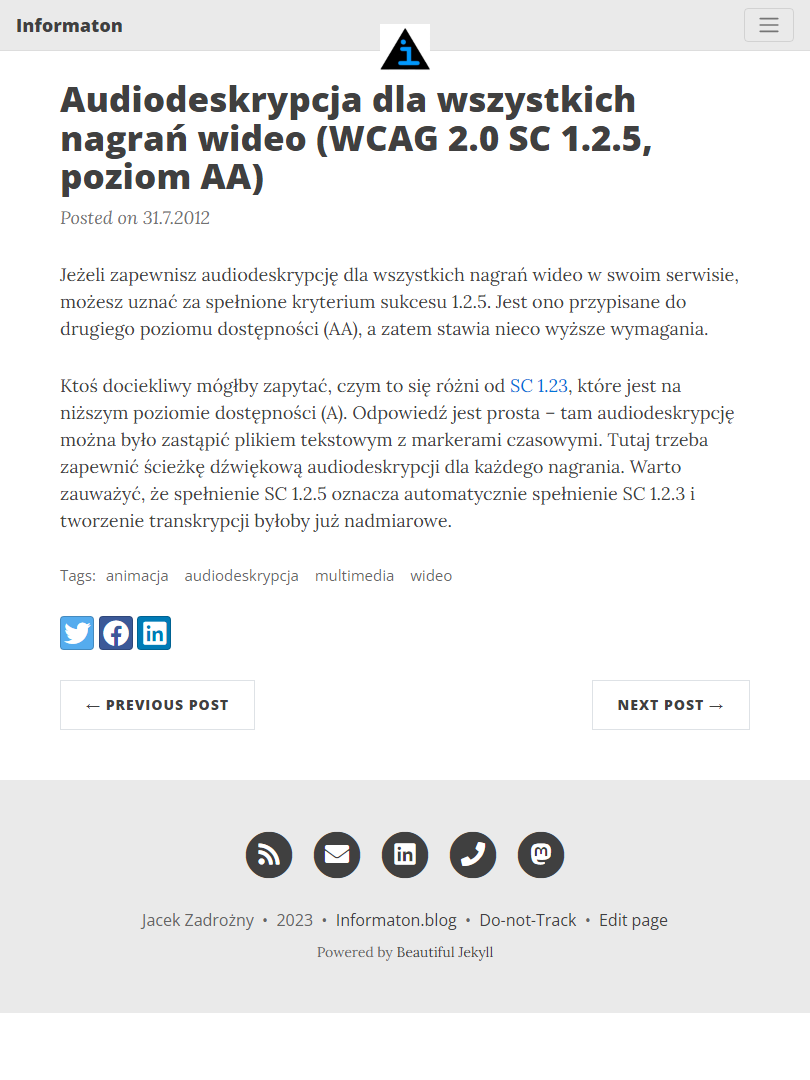 Informaton
i
Audiodeskrypcja dla wszystkich
nagrań wideo (WCAG 2.0 SC 1.2.5,
poziom AA)
Posted on 31.7.2012
Jeżeli zapewnisz audiodeskrypcję dla wszystkich nagrań wideo w swoim serwisie,
możesz uznać za spełnione kryterium sukcesu 1.2.5. Jest ono przypisane do
drugiego poziomu dostępności (AA), a zatem stawia nieco wyższe wymagania.
Ktoś dociekliwy mógłby zapytać, czym to się różni od SC 1.23, które jest na
niższym poziomie dostępności (A). Odpowiedź jest prosta – tam audiodeskrypcję
można było zastąpić plikiem tekstowym z markerami czasowymi. Tutaj trzeba
zapewnić ścieżkę dźwiękową audiodeskrypcji dla każdego nagrania. Warto
zauważyć, że spełnienie SC 1.2.5 oznacza automatycznie spełnienie SC 1.2.3 i
tworzenie transkrypcji byłoby już nadmiarowe.
Tags: animacja audiodeskrypcja multimedia wideo
← PREVIOUS POST NEXT POST →
Jacek Zadrożny • 2023 • Informaton.blog • Do-not-Track • Edit page
Powered by Beautiful Jekyll